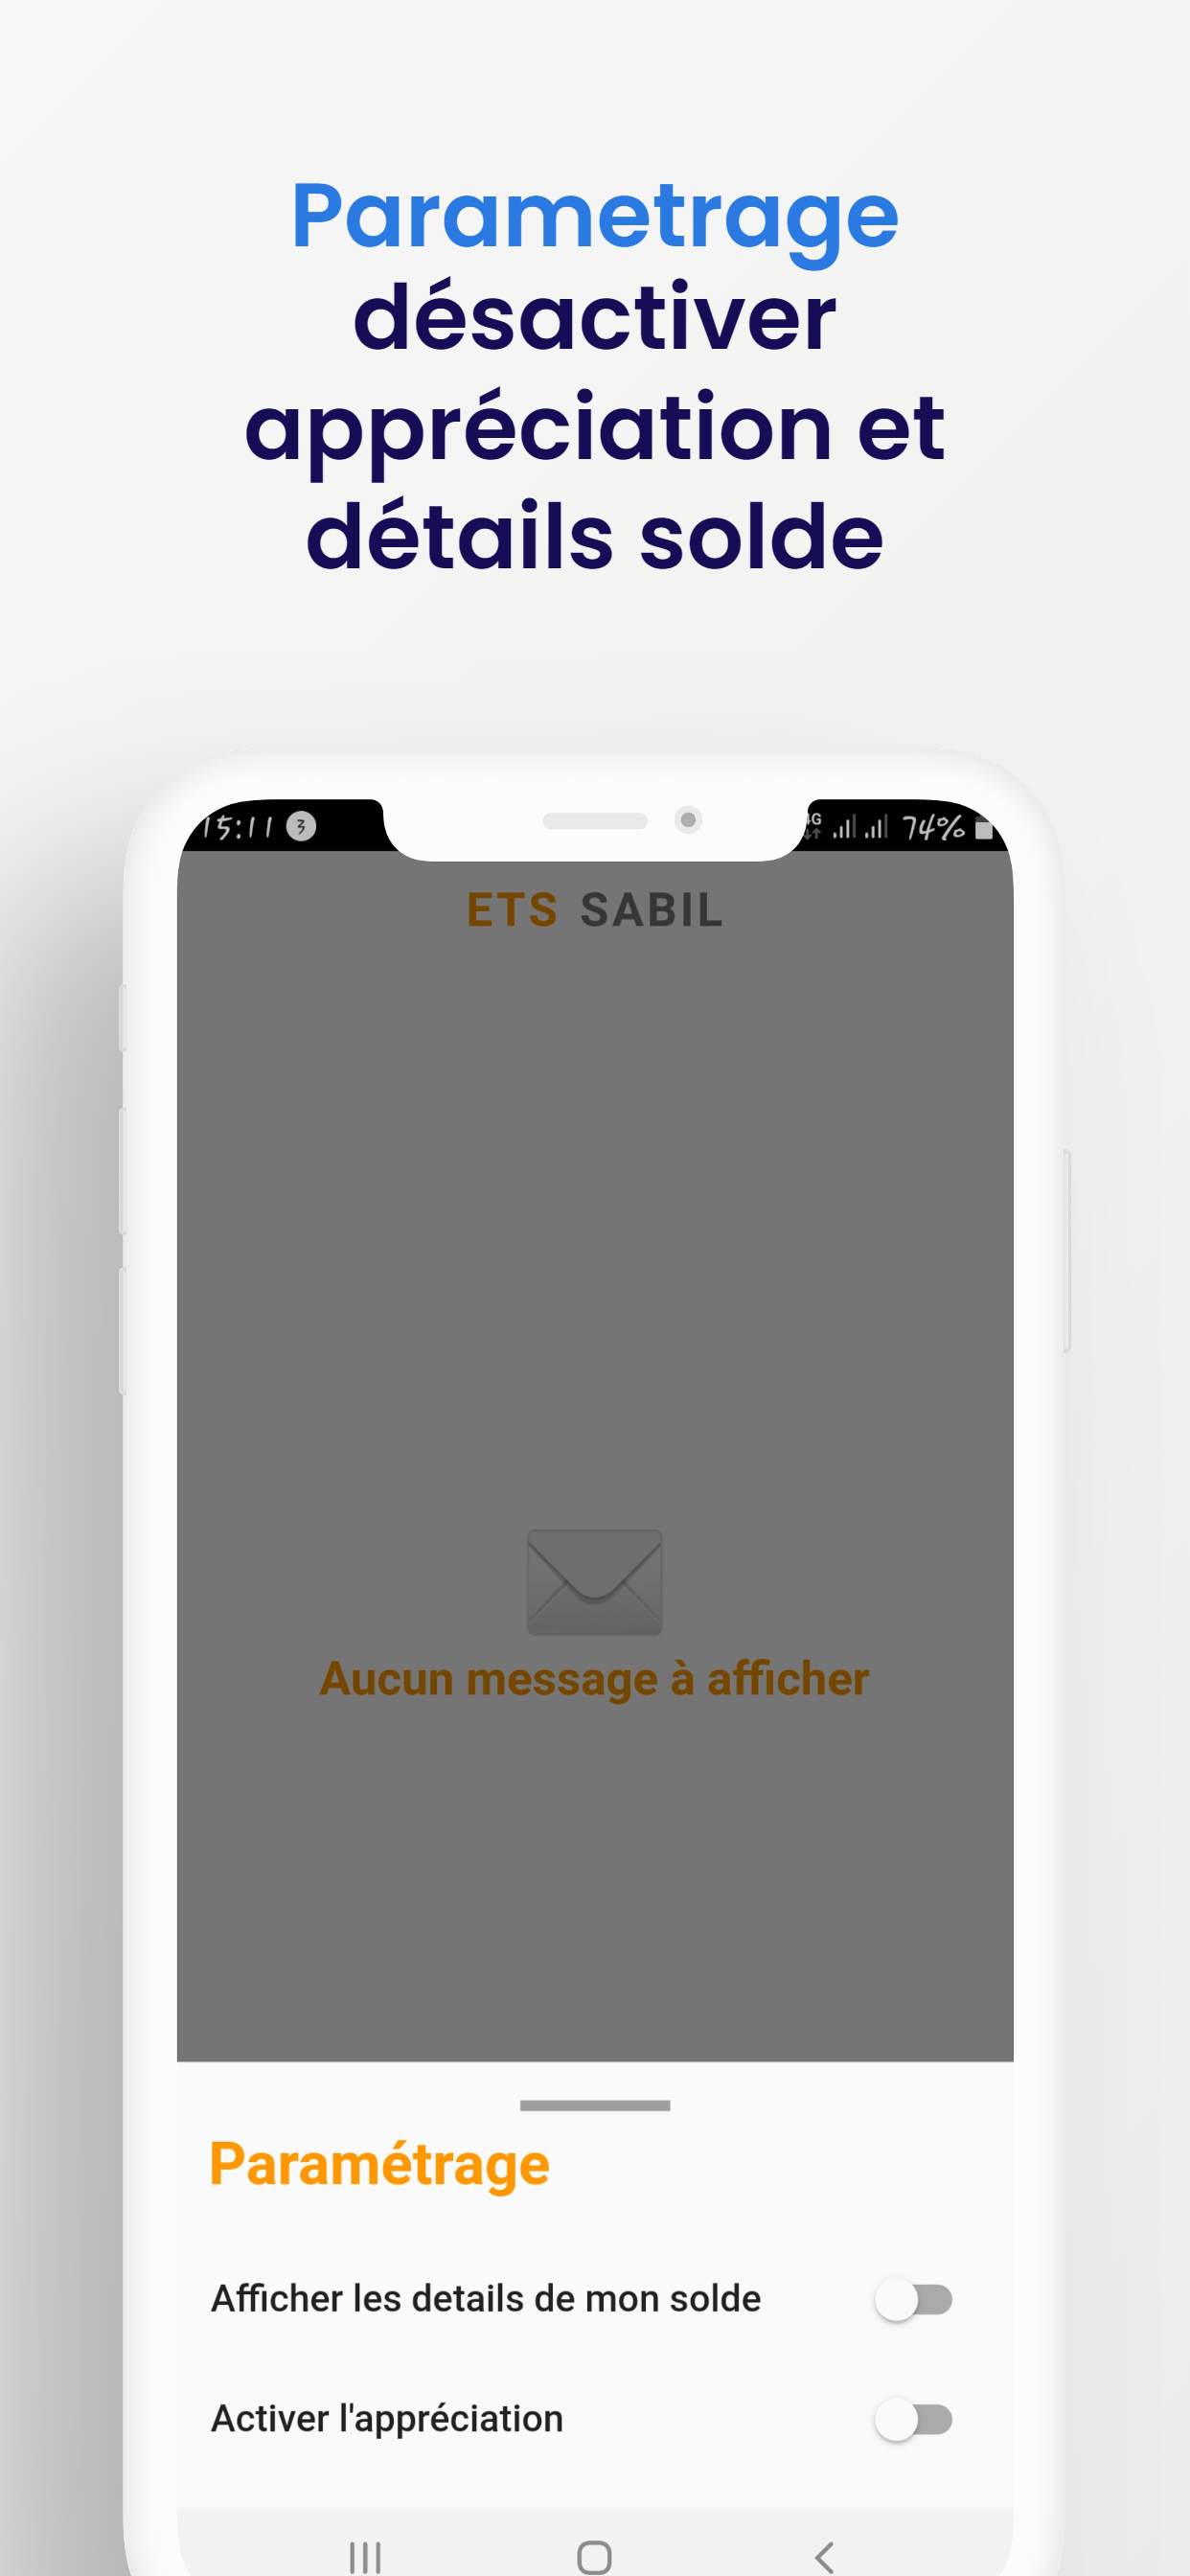 Parametrage
désactiver
appréciation et
détails solde
15:11 3 4G 74%
ETS SABIL
Aucun message à afficher
Paramétrage
Afficher les details de mon solde
Activer l'appréciation